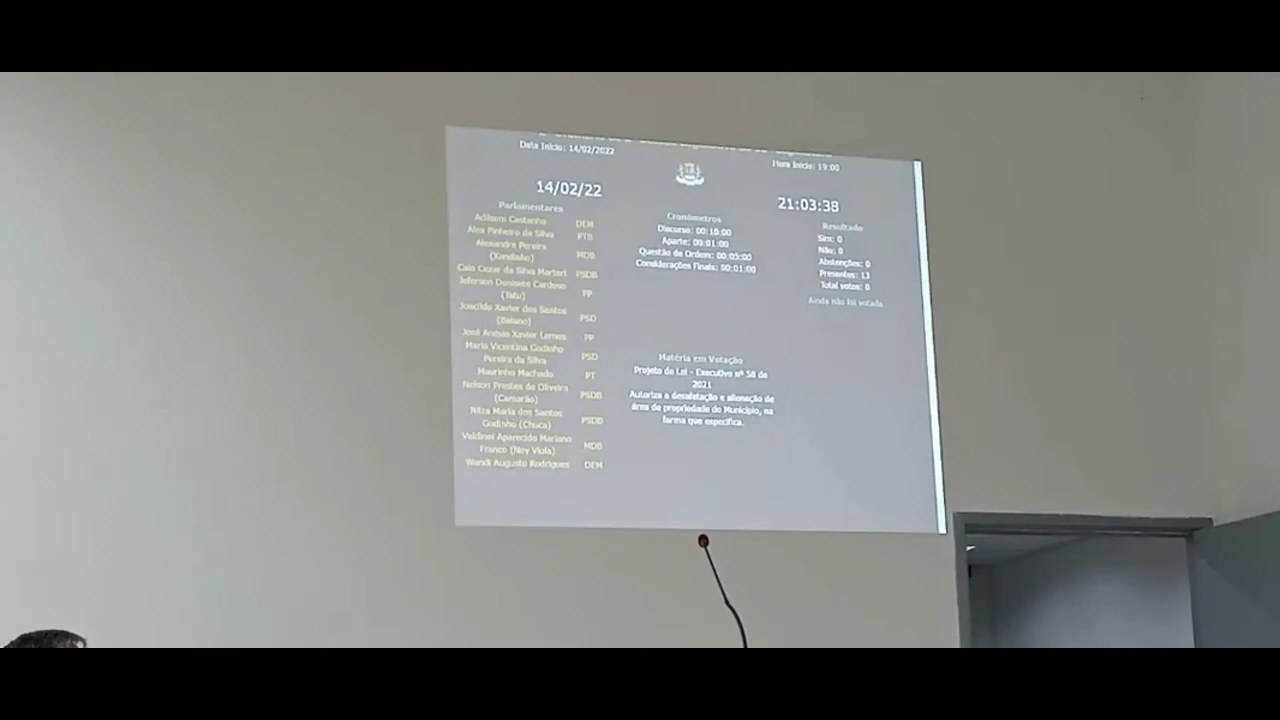 Data Início: 14/02/2022
Hora Início: 19:00
14/02/22
21:03:38
Parlamentares
Adilson Castanho DEM
Alex Pinheiro da Silva PTB
Alexandre Pereira
(Xandinho) MDB
Caio Cezar da Silva Martori PSDB
Jeferson Donisete Cardoso
(Tatu) PP
Joacildo Xavier dos Santos
(Baiano) PSD
José Anésio Xavier Lemes PP
Maria Vicentina Godinho
Pereira da Silva PSD
Maurinho Machado PT
Nelson Prestes de Oliveira
(Camarão) PSDB
Nilza Maria dos Santos
Godinho (Chuca) PSDB
Valdinei Aparecido Mariano
Franco (Ney Viola) MDB
Wandi Augusto Rodrigues DEM
Cronômetros
Discurso: 00:10:00
Aparte: 00:01:00
Questão de Ordem: 00:05:00
Considerações Finais: 00:01:00
Matéria em Votação
Projeto de Lei - Executivo nº 58 de
2021
Autoriza a desafetação e alienação de
área de propriedade do Município, na
forma que especifica.
Resultado
Sim: 0
Não: 0
Abstenções: 0
Presentes: 13
Total votos: 0
Ainda não foi votada